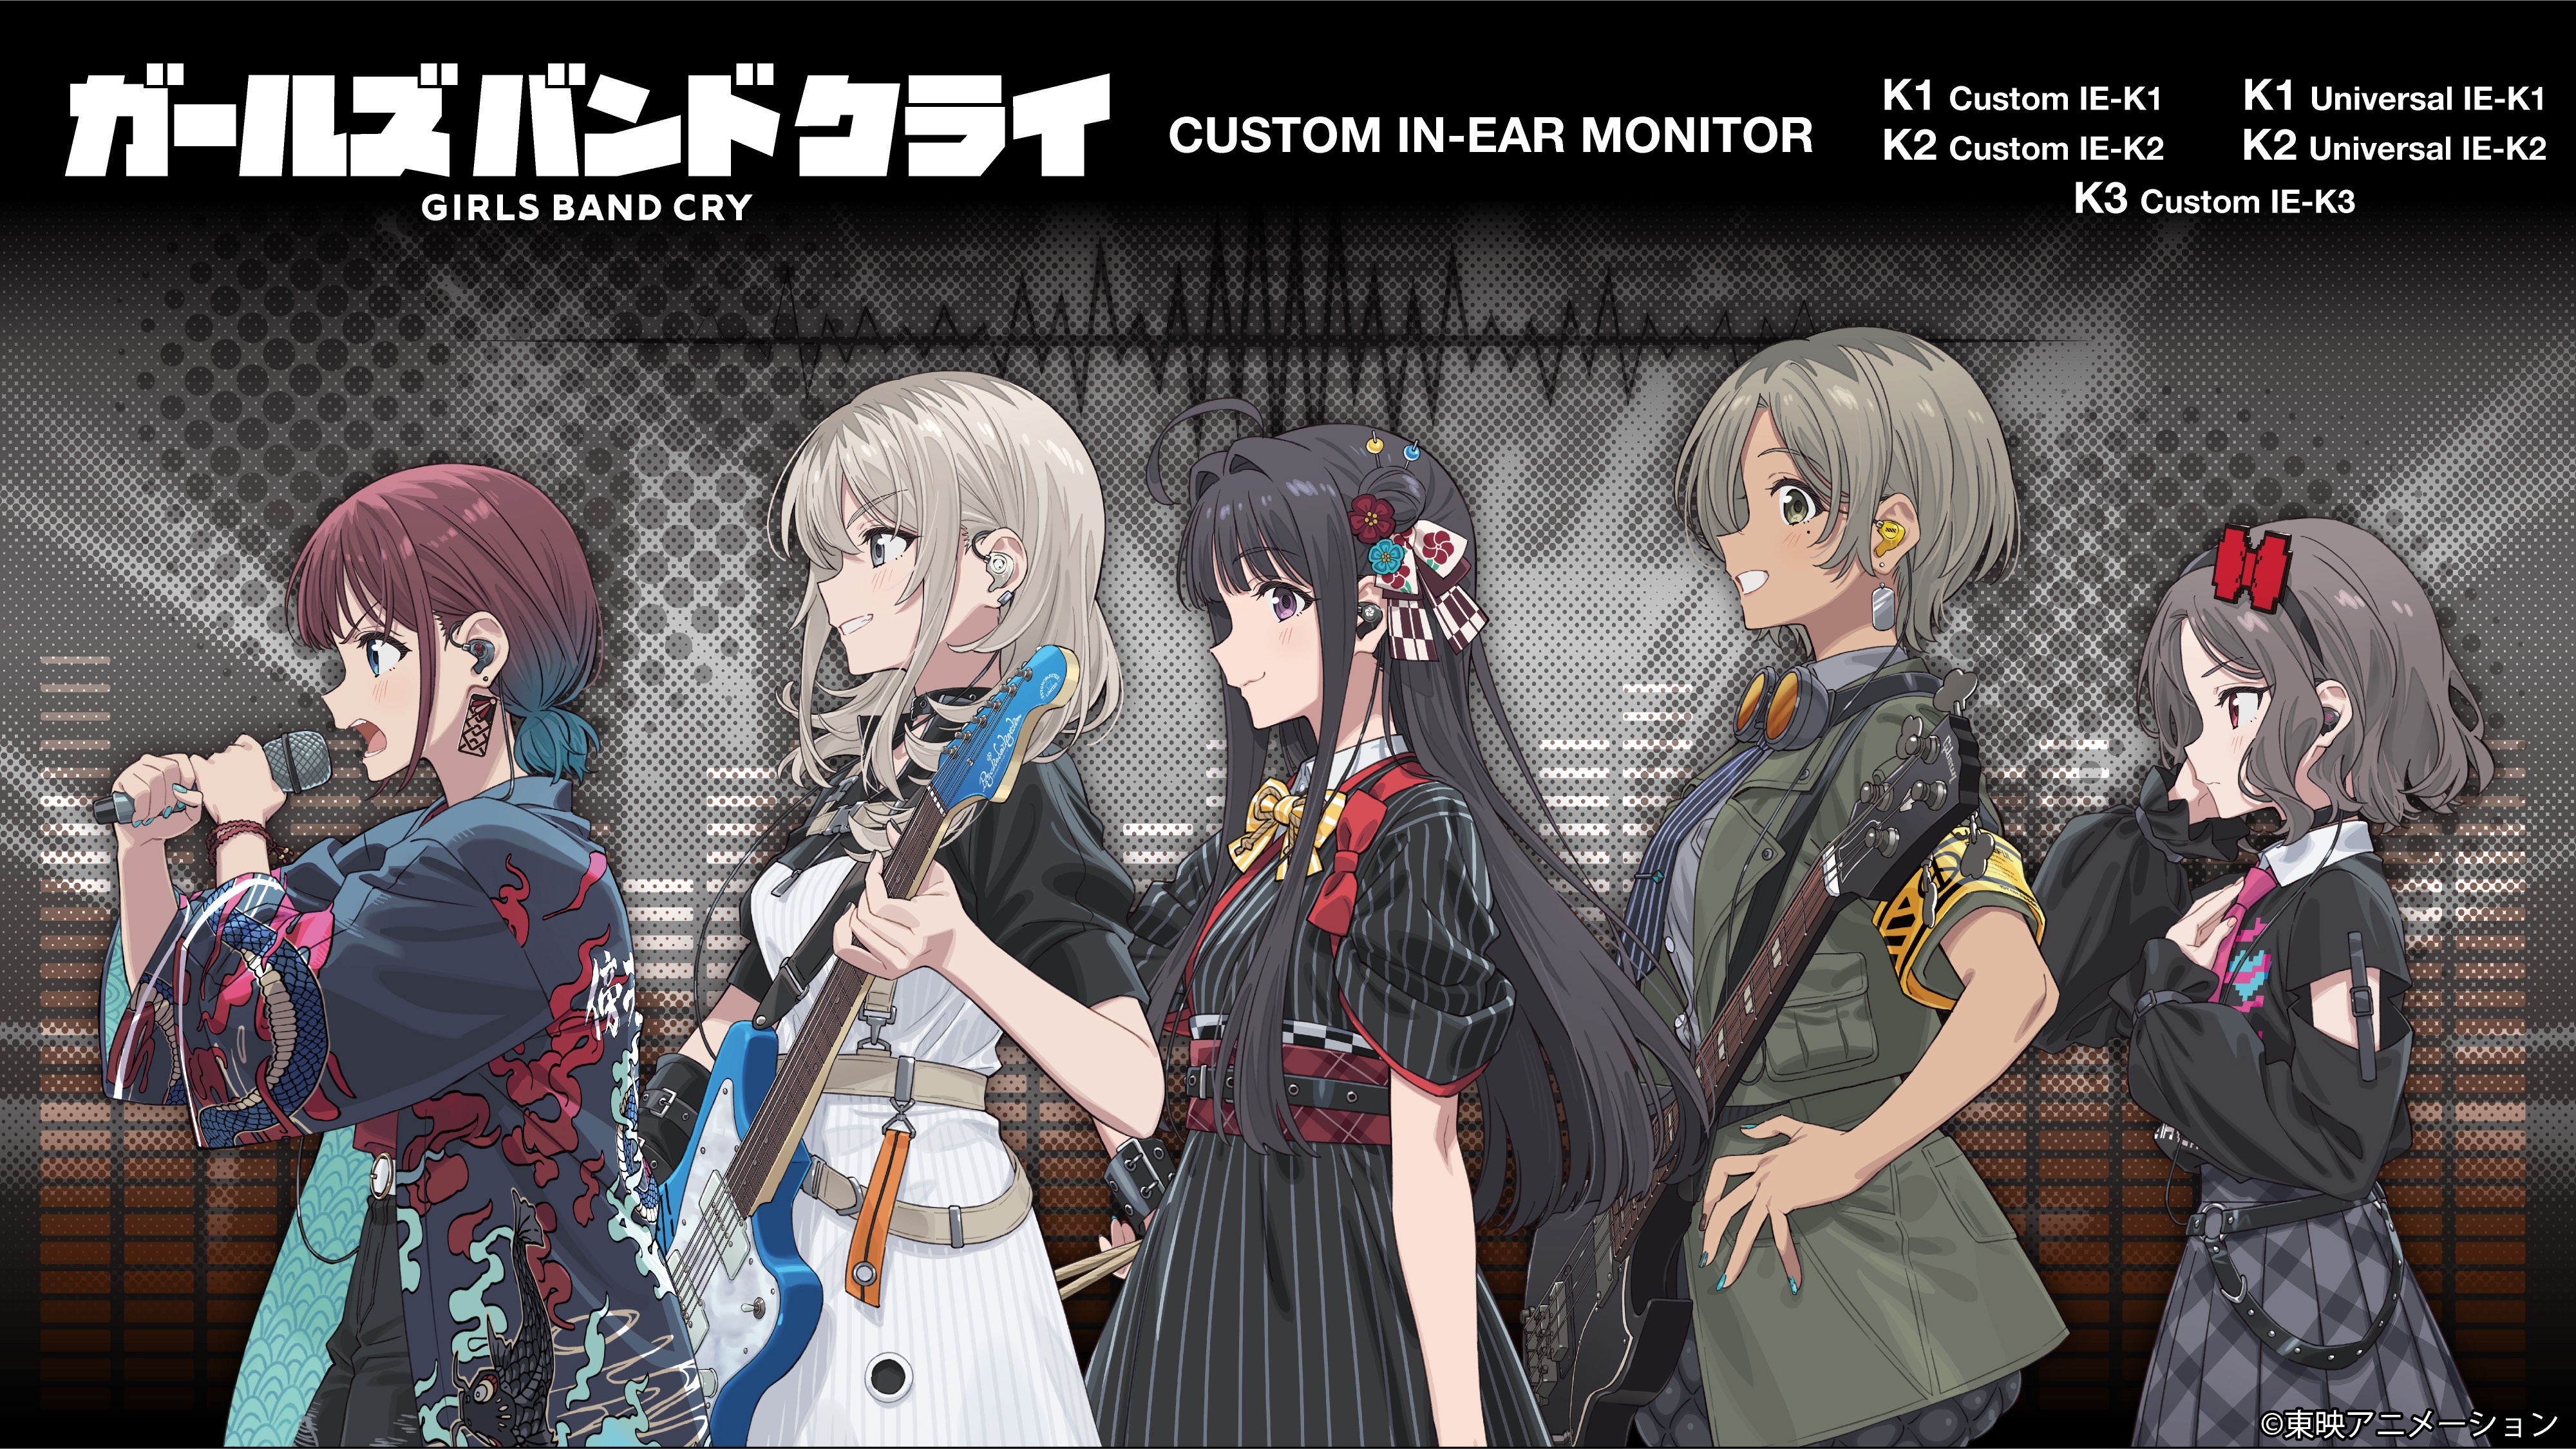 ガールズバンドクライ
GIRLS BAND CRY
CUSTOM IN-EAR MONITOR
K1 Custom IE-K1
K2 Custom IE-K2
K1 Universal IE-K1
K2 Universal IE-K2
K3 Custom IE-K3
©東映アニメーション